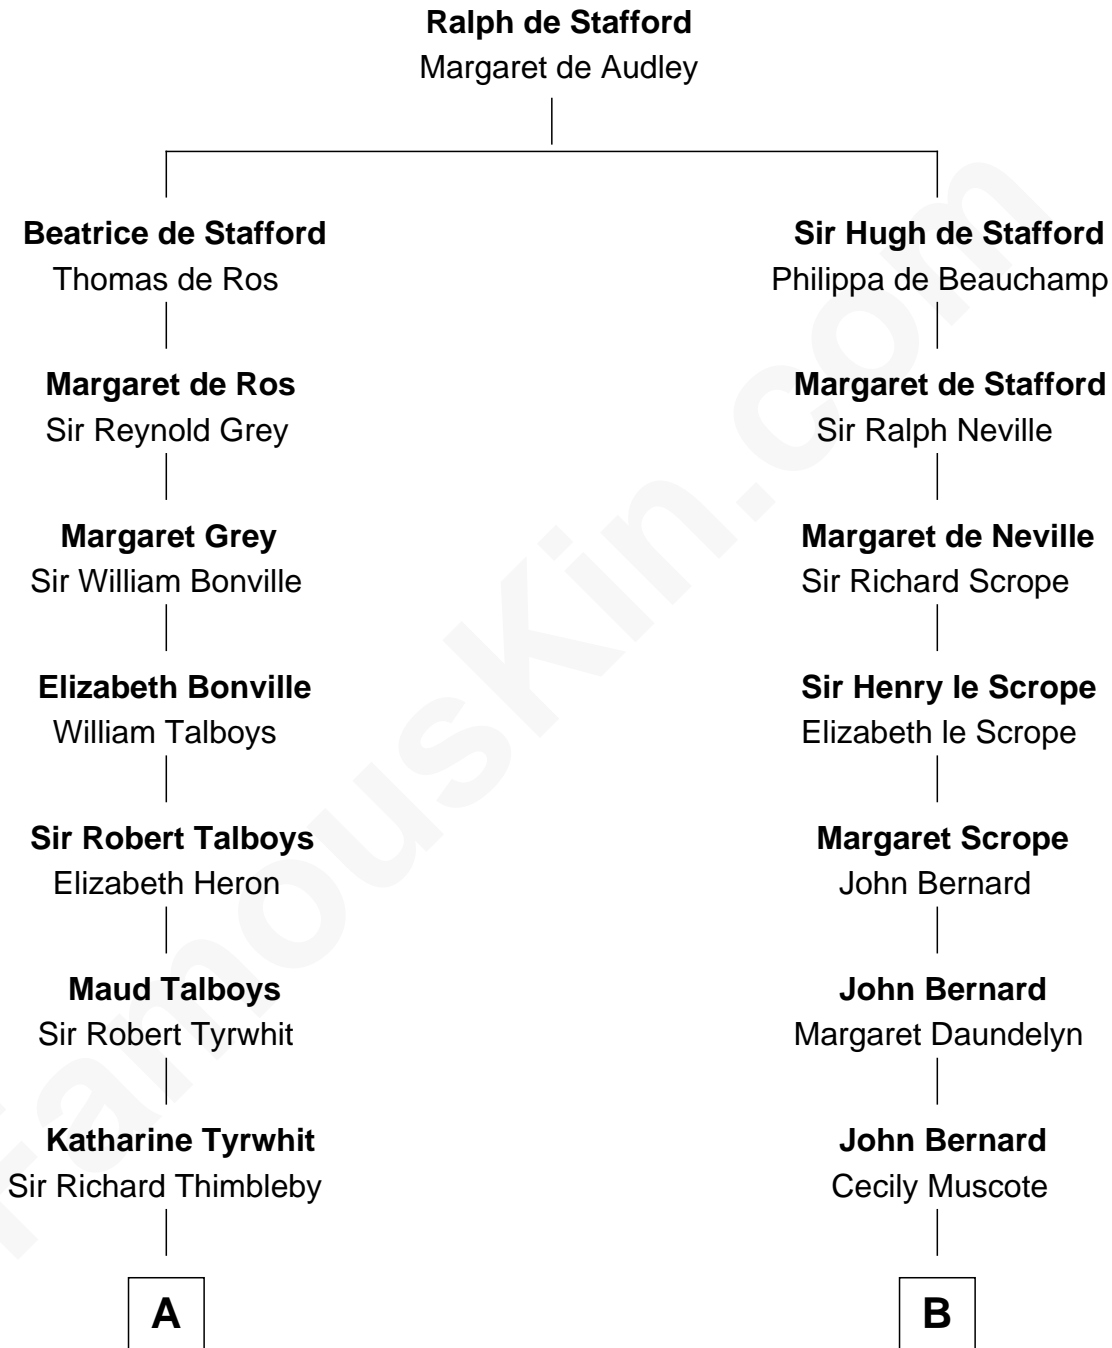 Ralph de Stafford
Margaret de Audley
Beatrice de Stafford
Thomas de Ros
Margaret de Ros
Sir Reynold Grey
Margaret Grey
Sir William Bonville
Elizabeth Bonville
William Talboys
Sir Robert Talboys
Elizabeth Heron
Maud Talboys
Sir Robert Tyrwhit
Katharine Tyrwhit
Sir Richard Thimbleby
A
Sir Hugh de Stafford
Philippa de Beauchamp
Margaret de Stafford
Sir Ralph Neville
Margaret de Neville
Sir Richard Scrope
Sir Henry le Scrope
Elizabeth le Scrope
Margaret Scrope
John Bernard
John Bernard
Margaret Daundelyn
John Bernard
Cecily Muscote
B
FamousKin.com